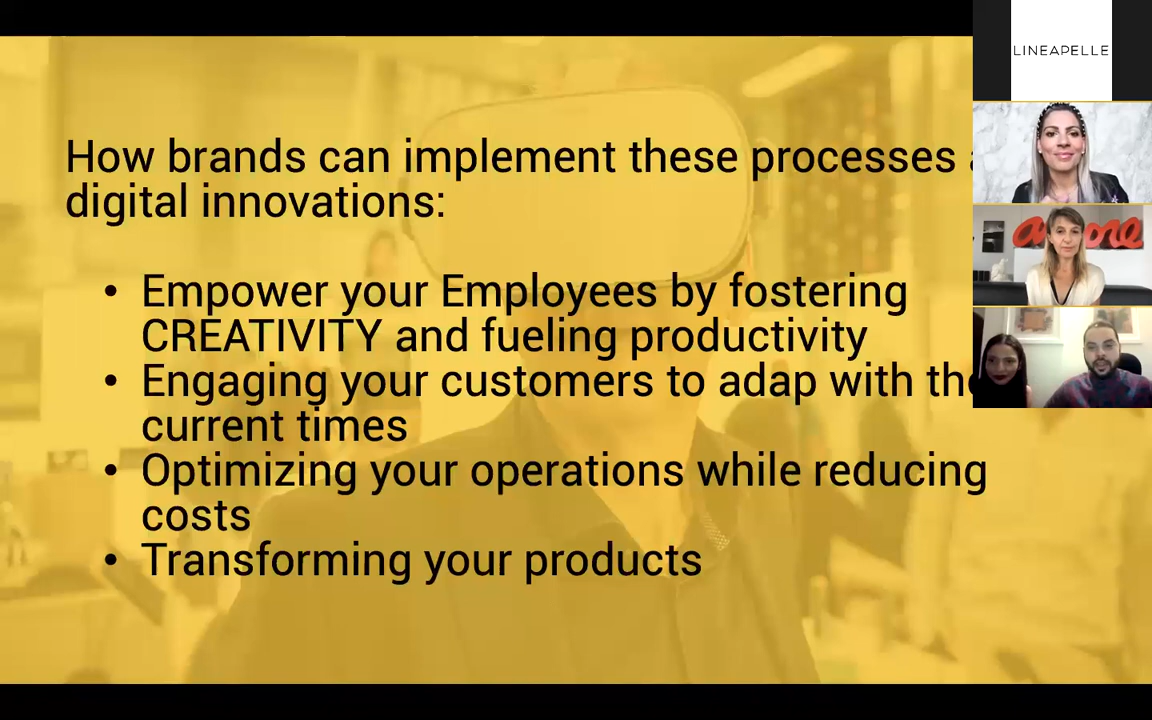 LINEAPELLE
How brands can implement these processes
digital innovations:
• Empower your Employees by fostering
CREATIVITY and fueling productivity
• Engaging your customers to adap with the
current times
• Optimizing your operations while reducing
costs
• Transforming your products